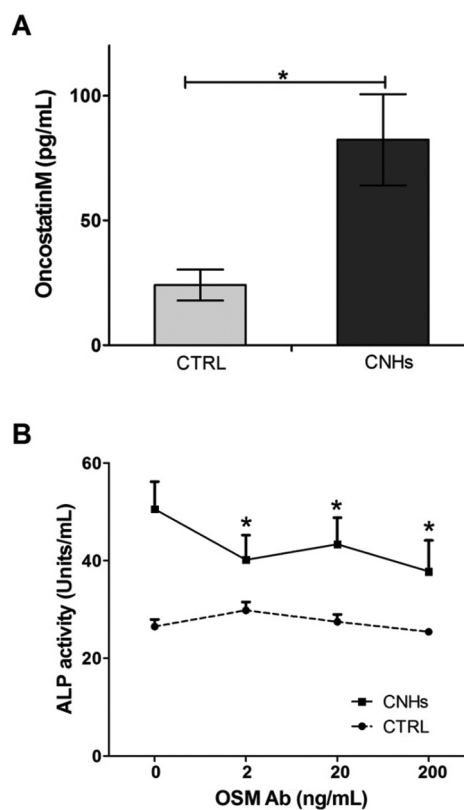 A
OncostatinM (pg/mL)
100
50
0
*
CTRL
CNHs
B
ALP activity (Units/mL)
60
40
20
0
* * *
CNHs
CTRL
0 2 20 200
OSM Ab (ng/mL)